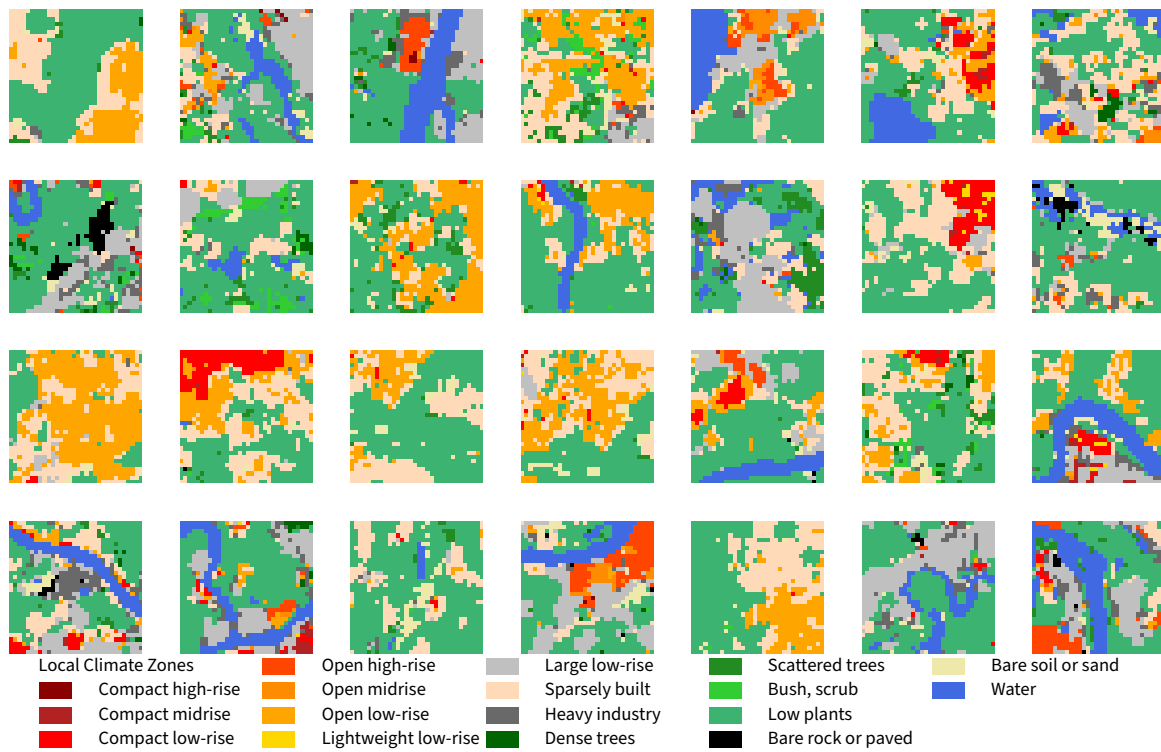 Local Climate Zones
Compact high-rise
Compact midrise
Compact low-rise
Open high-rise
Open midrise
Open low-rise
Lightweight low-rise
Large low-rise
Sparsely built
Heavy industry
Dense trees
Scattered trees
Bush, scrub
Low plants
Bare rock or paved
Bare soil or sand
Water